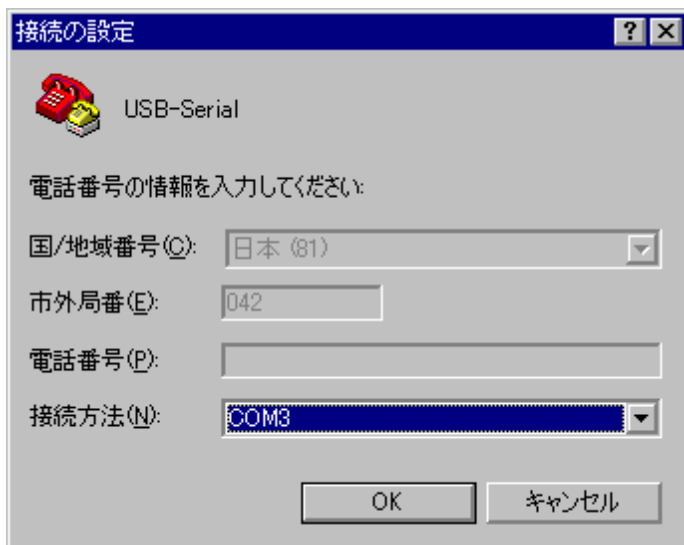 接続の設定
USB-Serial
電話番号の情報を入力してください:
国/地域番号(C): 日本 (81)
市外局番(E): 042
電話番号(P):
接続方法(N): COM3
OK キャンセル